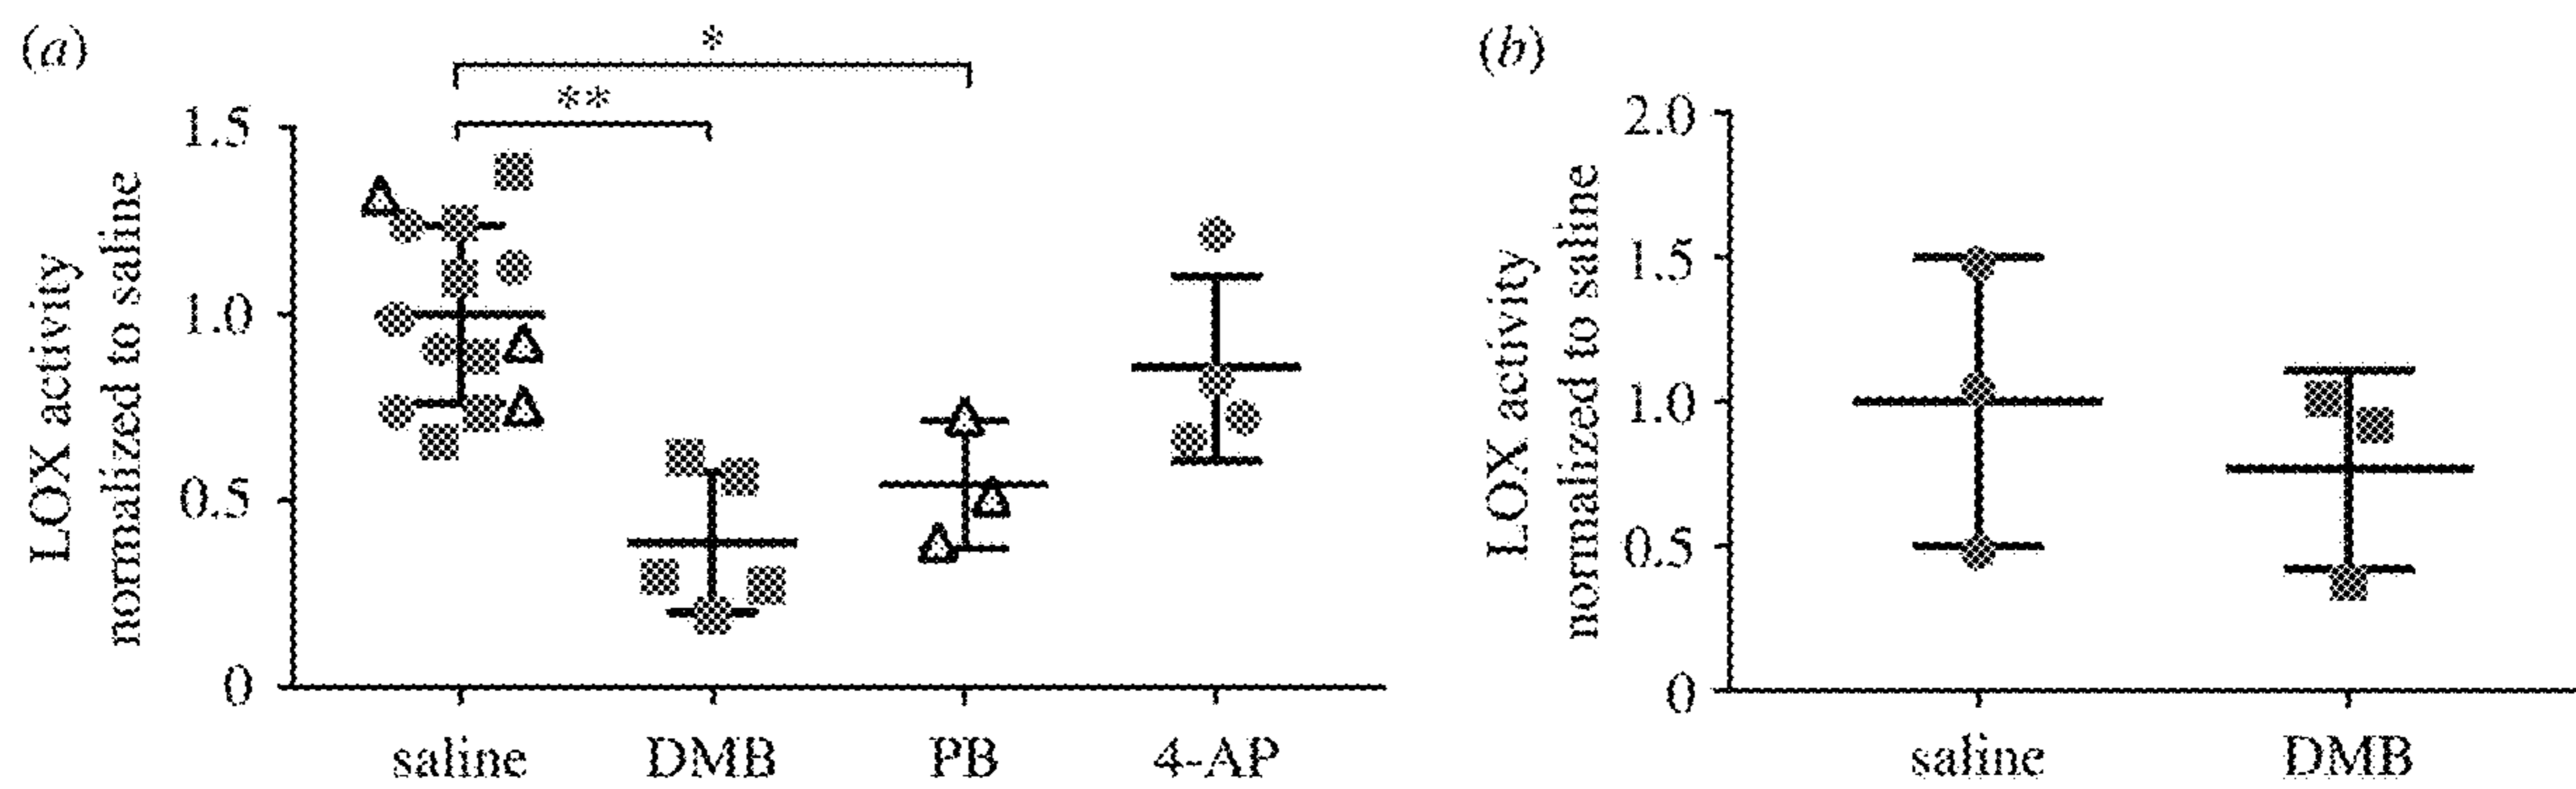 (a)
*
**
LOX activity
normalized to saline
1.5
1.0
0.5
0
saline DMB PB 4-AP
(b)
LOX activity
normalized to saline
2.0
1.5
1.0
0.5
0
saline DMB